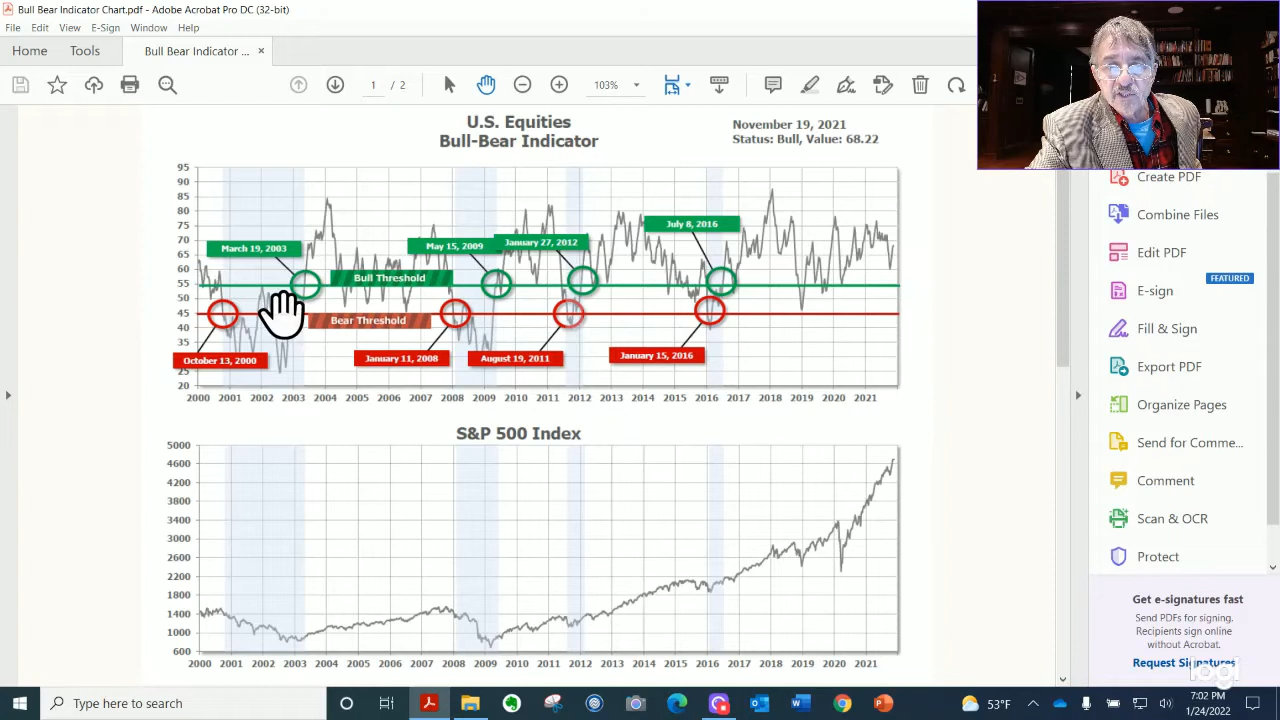 Bull Bear Indicator Chart.pdf - Adobe Acrobat Pro DC (32-bit)
File Edit View E-Sign Window Help
Home Tools Bull Bear Indicator ... ×
1 / 2 103%
U.S. Equities
Bull-Bear Indicator
November 19, 2021
Status: Bull, Value: 68.22
95
90
85
80
75
70
65
60
55
50
45
40
35
30
25
20
March 19, 2003
May 15, 2009
January 27, 2012
July 8, 2016
Bull Threshold
Bear Threshold
October 13, 2000
January 11, 2008
August 19, 2011
January 15, 2016
2000 2001 2002 2003 2004 2005 2006 2007 2008 2009 2010 2011 2012 2013 2014 2015 2016 2017 2018 2019 2020 2021
S&P 500 Index
5000
4600
4200
3800
3400
3000
2600
2200
1800
1400
1000
600
2000 2001 2002 2003 2004 2005 2006 2007 2008 2009 2010 2011 2012 2013 2014 2015 2016 2017 2018 2019 2020 2021
Create PDF
Combine Files
Edit PDF
FEATURED
E-sign
Fill & Sign
Export PDF
Organize Pages
Send for Comme...
Comment
Scan & OCR
Protect
Get e-signatures fast
Send PDFs for signing.
Recipients sign online
without Acrobat.
Request Signatures
logi
Type here to search
53°F
7:02 PM
1/24/2022